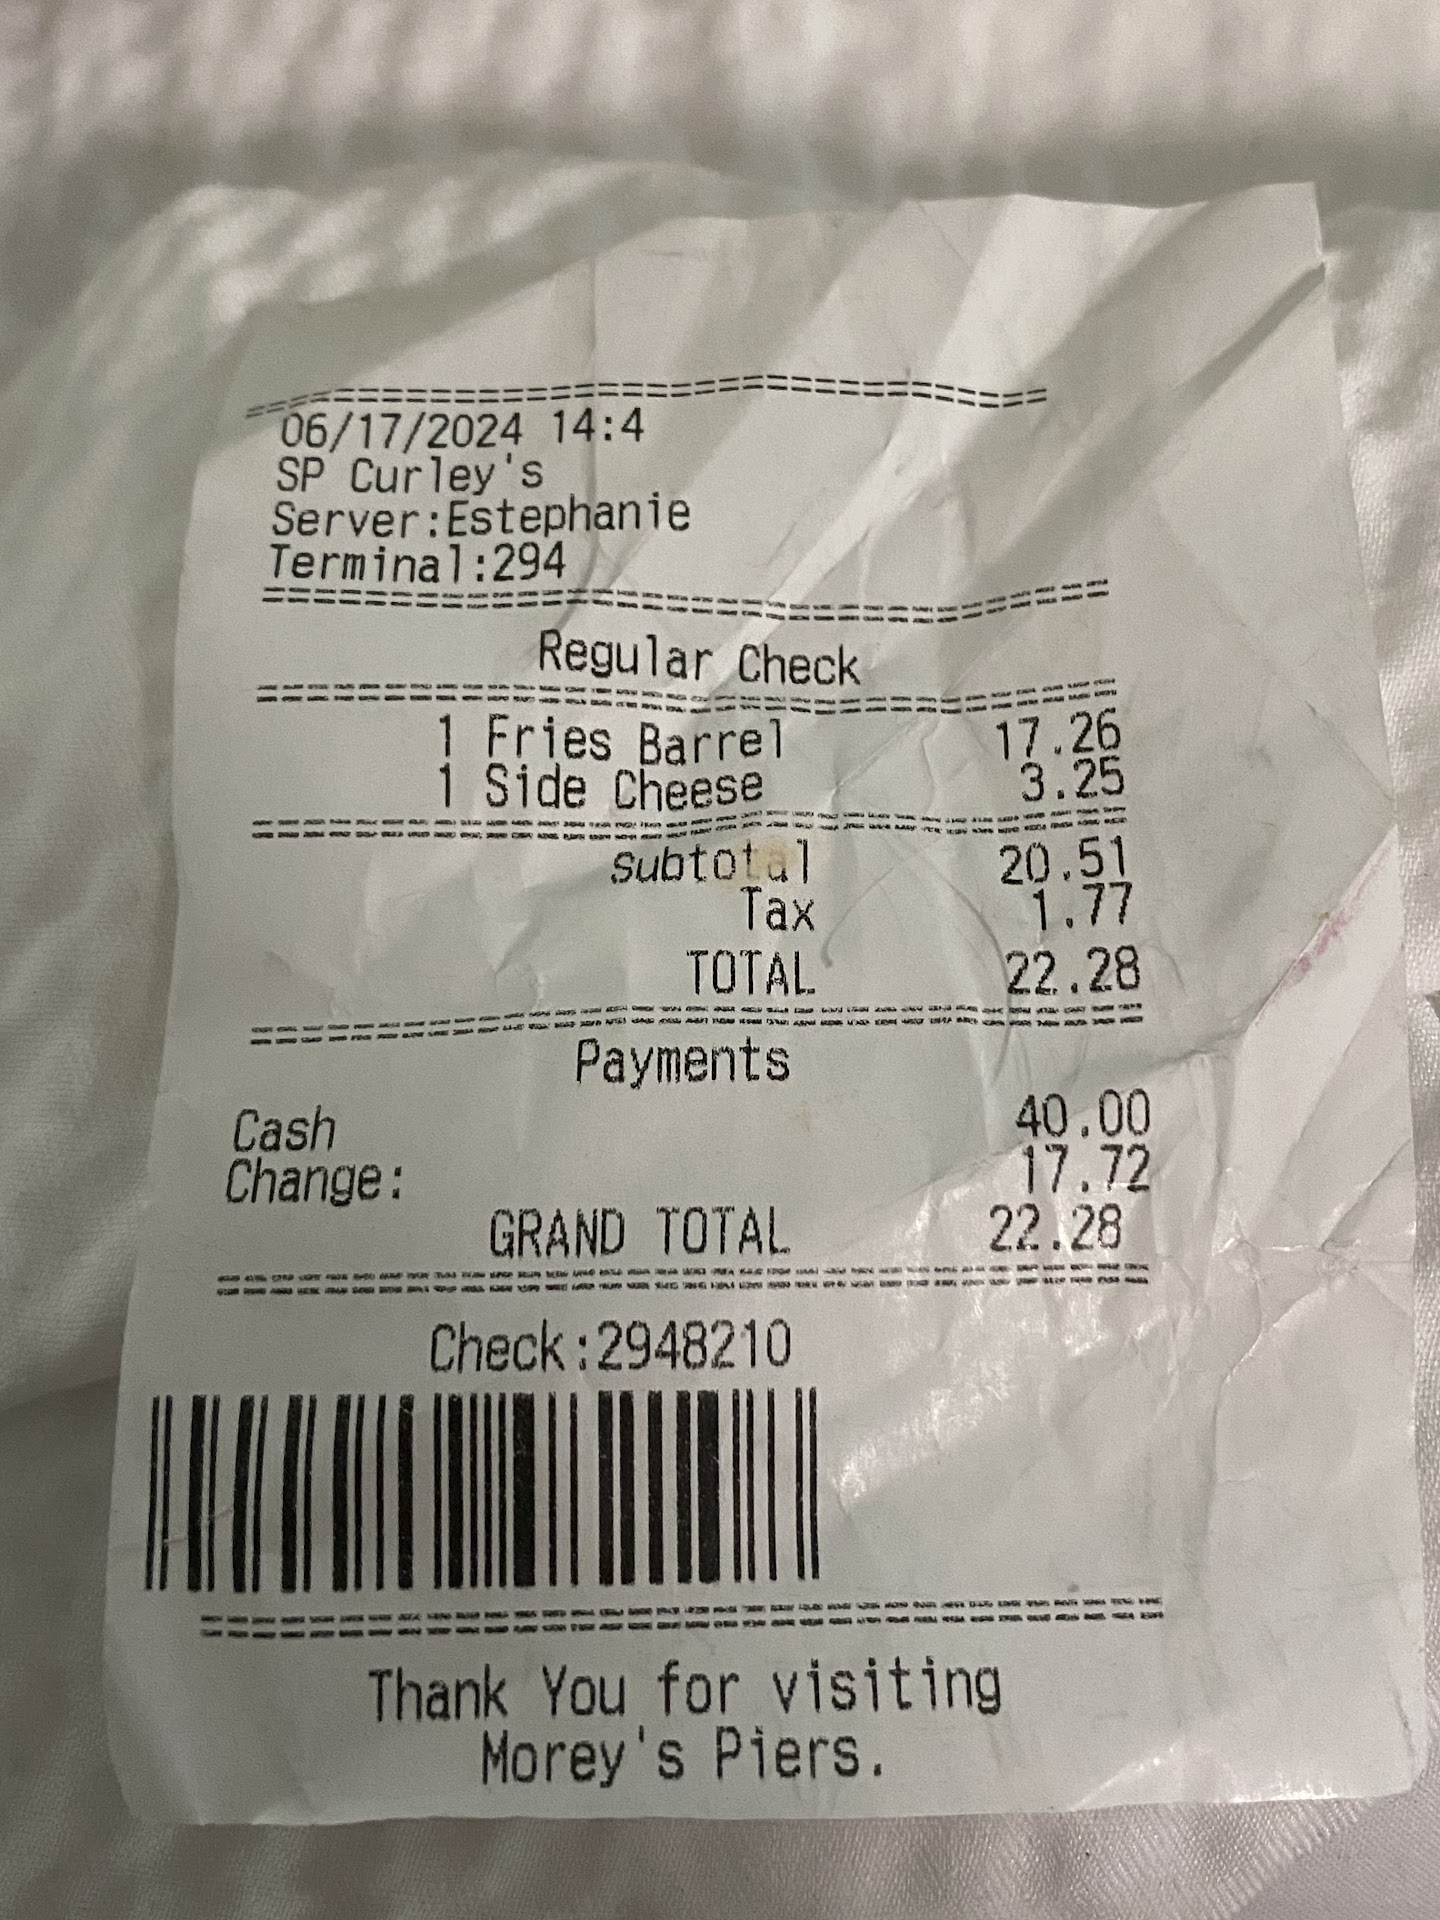 06/17/2024 14:4
SP Curley's
Server:Estephanie
Terminal:294
Regular Check
1 Fries Barrel 17.26
1 Side Cheese 3.25
subtotal 20.51
Tax 1.77
TOTAL 22.28
Payments
Cash 40.00
Change: 17.72
GRAND TOTAL 22.28
Check:2948210
Thank You for visiting
Morey's Piers.